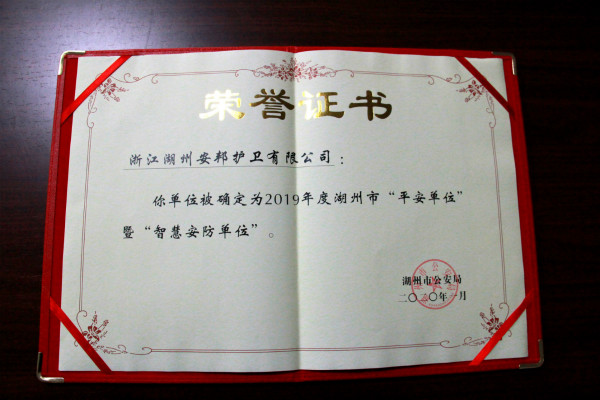 荣誉证书
浙江湖州安邦护卫有限公司：
你单位被确定为2019年度湖州市“平安单位”
暨“智慧安防单位”。
湖州市公安局
二〇二〇年一月